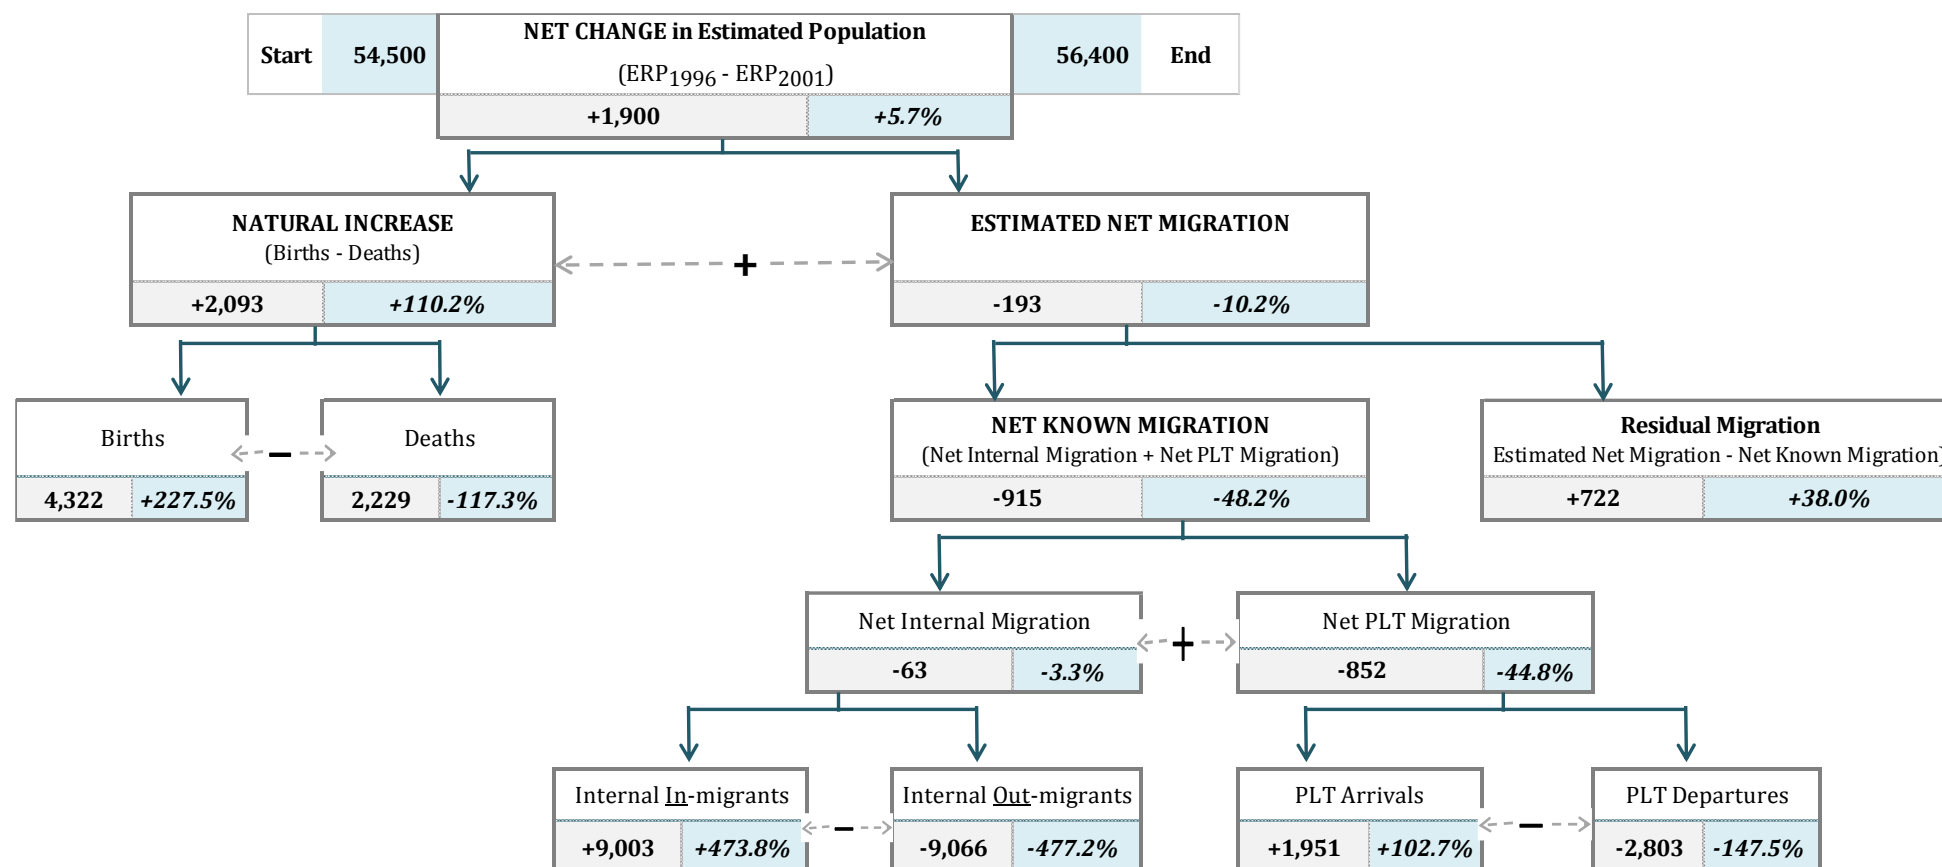 NET CHANGE in Estimated Population
Start 54,500 (ERP1996 - ERP2001) 56,400 End
+1,900 +5.7%
NATURAL INCREASE
(Births - Deaths)
+2,093 +110.2%
+
ESTIMATED NET MIGRATION
-193 -10.2%
Births
4,322 +227.5%
–
Deaths
2,229 -117.3%
NET KNOWN MIGRATION
(Net Internal Migration + Net PLT Migration)
-915 -48.2%
Residual Migration
Estimated Net Migration - Net Known Migration)
+722 +38.0%
Net Internal Migration
-63 -3.3%
+
Net PLT Migration
-852 -44.8%
Internal In-migrants
+9,003 +473.8%
–
Internal Out-migrants
-9,066 -477.2%
PLT Arrivals
+1,951 +102.7%
–
PLT Departures
-2,803 -147.5%